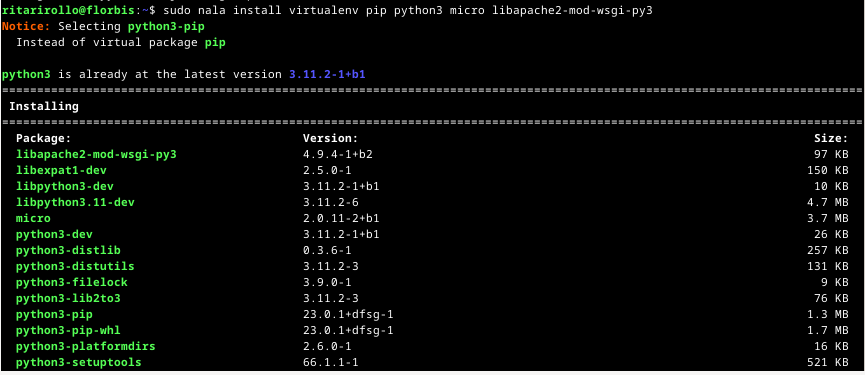 ritarirollo@florbis:~$ sudo nala install virtualenv pip python3 micro libapache2-mod-wsgi-py3
Notice: Selecting python3-pip
Instead of virtual package pip
python3 is already at the latest version 3.11.2-1+b1
Installing
Package: Version: Size:
libapache2-mod-wsgi-py3 4.9.4-1+b2 97 KB
libexpat1-dev 2.5.0-1 150 KB
libpython3-dev 3.11.2-1+b1 10 KB
libpython3.11-dev 3.11.2-6 4.7 MB
micro 2.0.11-2+b1 3.7 MB
python3-dev 3.11.2-1+b1 26 KB
python3-distlib 0.3.6-1 257 KB
python3-distutils 3.11.2-3 131 KB
python3-filelock 3.9.0-1 9 KB
python3-lib2to3 3.11.2-3 76 KB
python3-pip 23.0.1+dfsg-1 1.3 MB
python3-pip-whl 23.0.1+dfsg-1 1.7 MB
python3-platformdirs 2.6.0-1 16 KB
python3-setuptools 66.1.1-1 521 KB